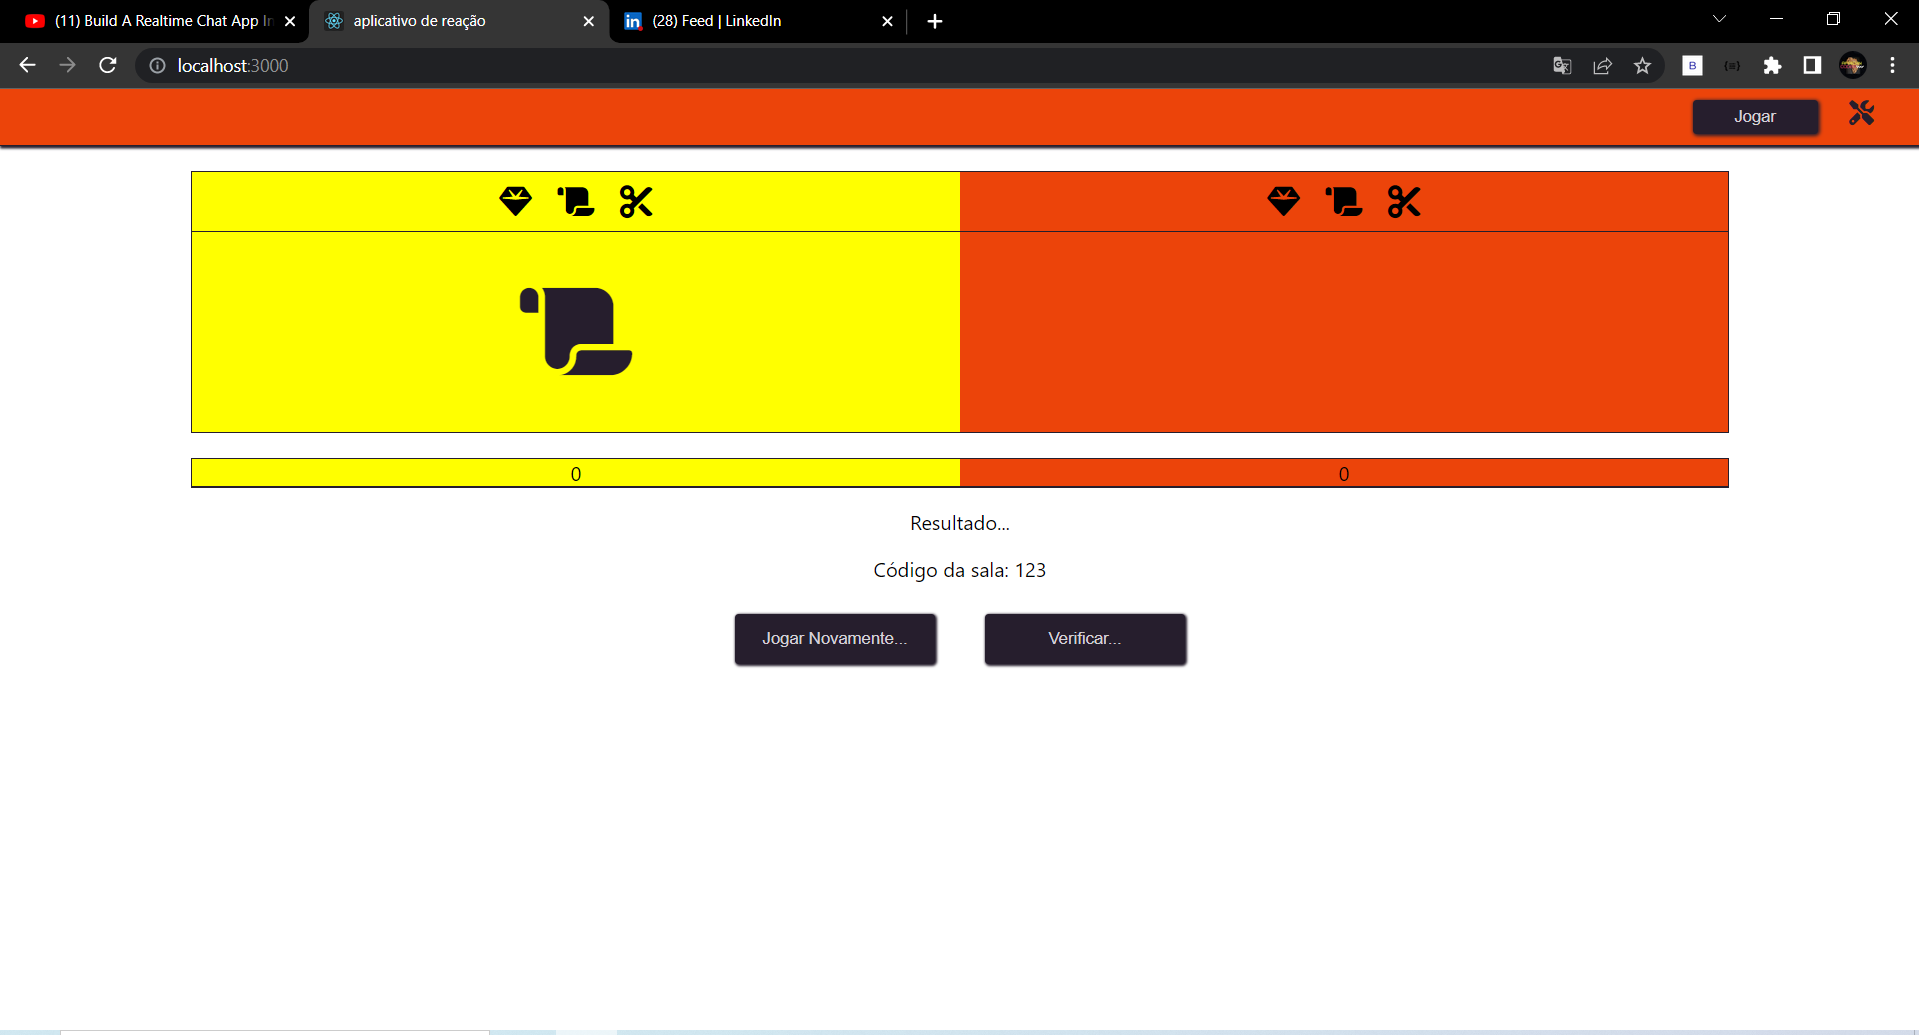 (11) Build A Realtime Chat App In
aplicativo de reação
(28) Feed | LinkedIn
localhost:3000
B
Jogar
0
0
Resultado...
Código da sala: 123
Jogar Novamente...
Verificar...